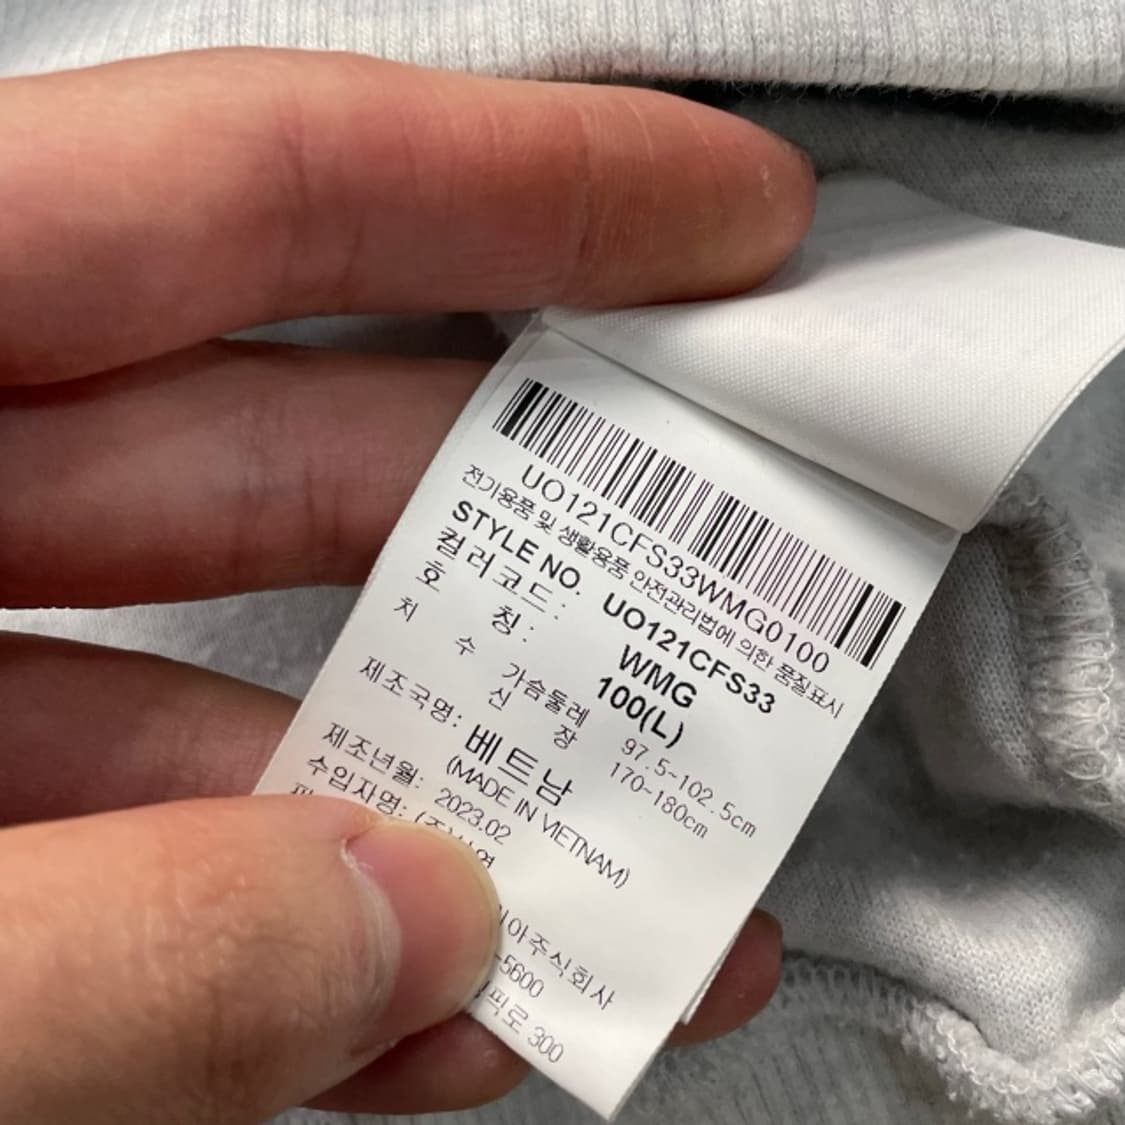 UO121CFS33WMG0100
전기용품 및 생활용품 안전관리법에 의한 품질표시
STYLE NO. UO121CFS33
컬러코드 : WMG
호 칭 : 100(L)
치 수 가슴둘레 97.5~102.5cm
신 장 170~180cm
제조국명 : 베트남
(MADE IN VIETNAM)
제조년월 : 2023.02
수입자명 : (주)
아주식회사
-5600
픽로 300